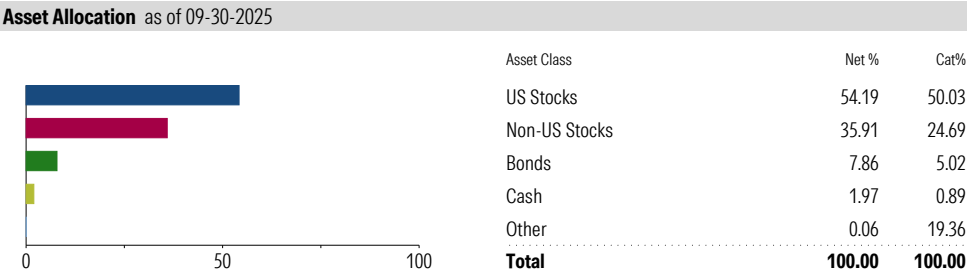 Asset Allocation as of 09-30-2025
Asset Class Net % Cat%
US Stocks 54.19 50.03
Non-US Stocks 35.91 24.69
Bonds 7.86 5.02
Cash 1.97 0.89
Other 0.06 19.36
Total 100.00 100.00
0 50 100